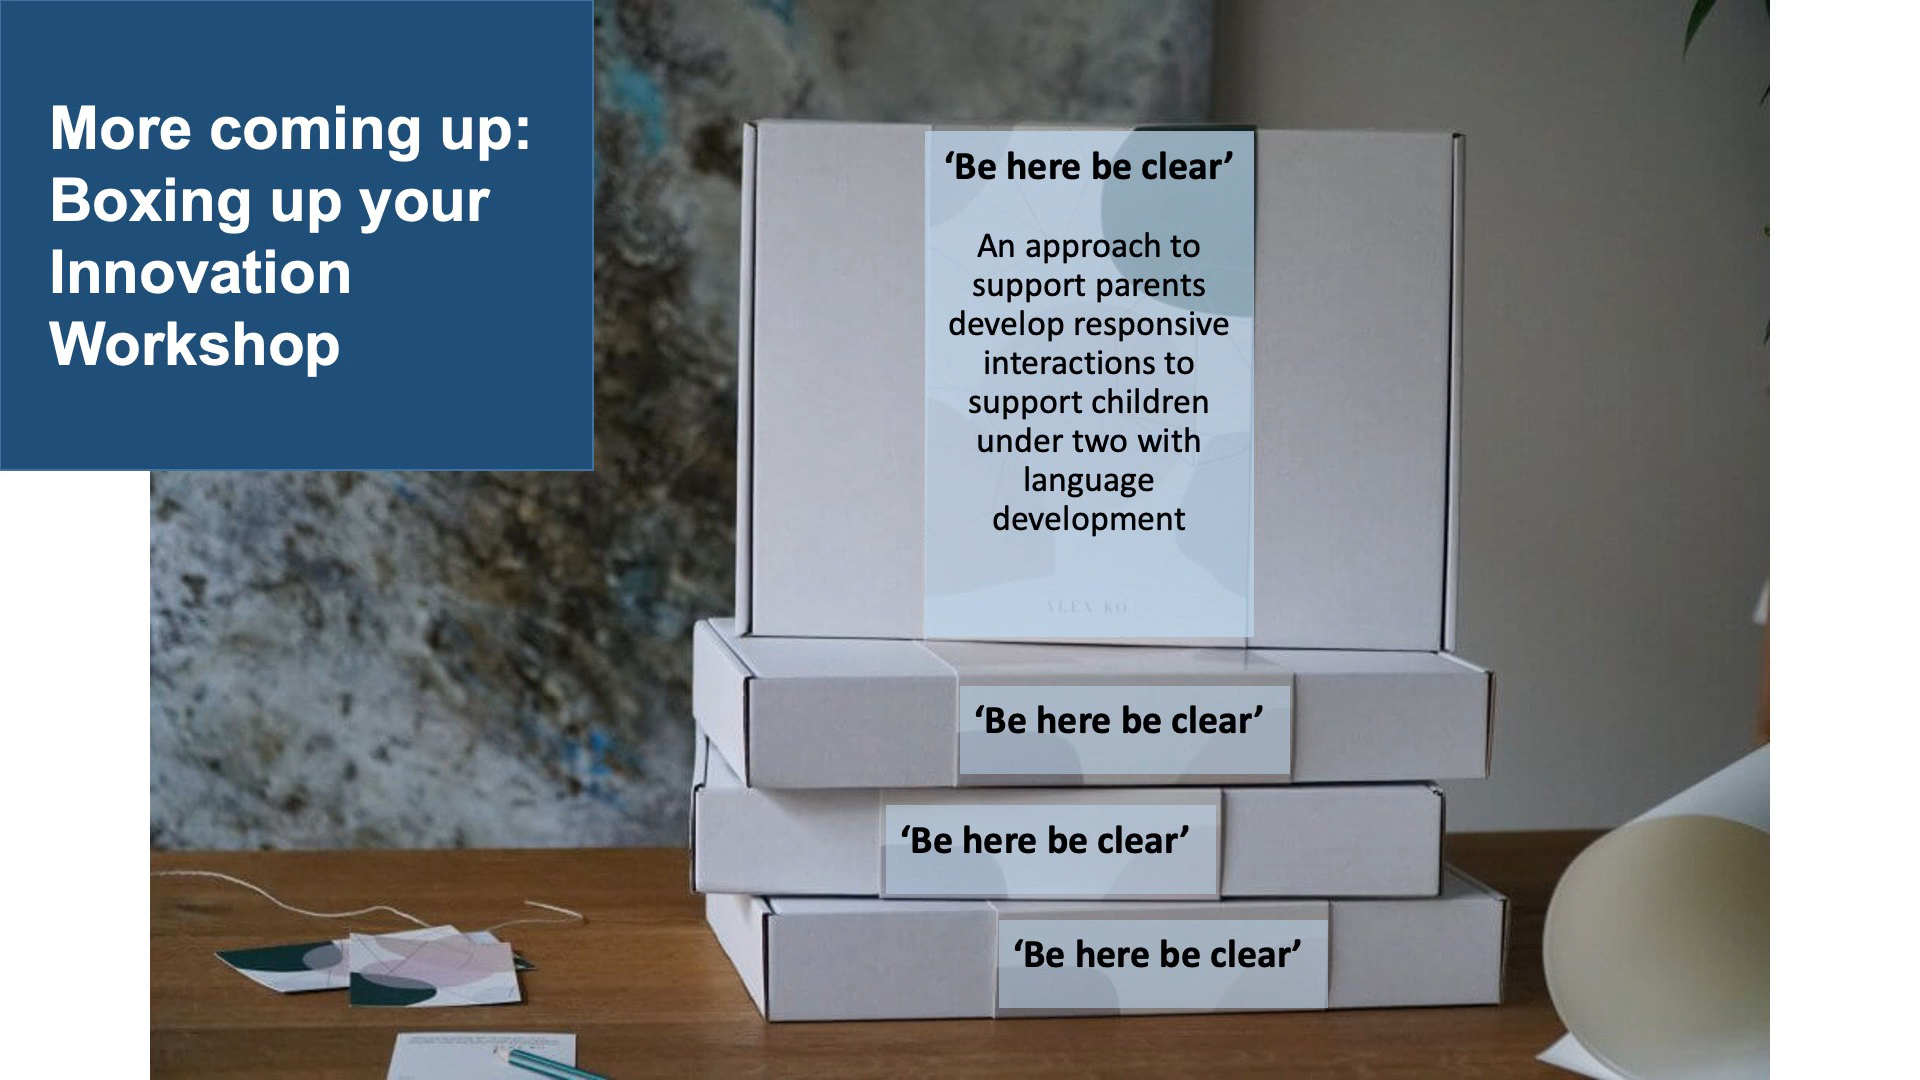 More coming up:
Boxing up your
Innovation
Workshop
‘Be here be clear’
An approach to
support parents
develop responsive
interactions to
support children
under two with
language
development
ALEX KO
‘Be here be clear’
‘Be here be clear’
‘Be here be clear’